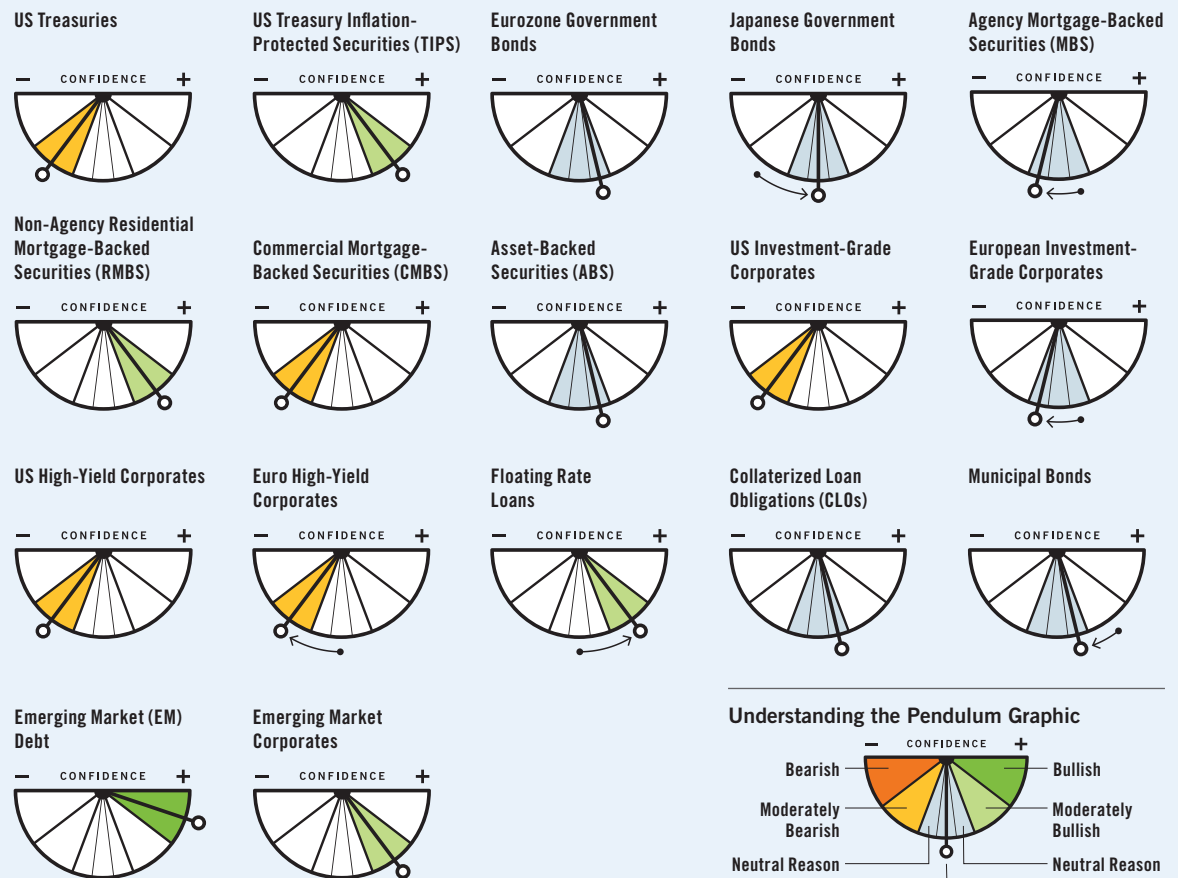 US Treasuries
− CONFIDENCE +
US Treasury Inflation-
Protected Securities (TIPS)
− CONFIDENCE +
Eurozone Government
Bonds
− CONFIDENCE +
Japanese Government
Bonds
− CONFIDENCE +
Agency Mortgage-Backed
Securities (MBS)
− CONFIDENCE +
Non-Agency Residential
Mortgage-Backed
Securities (RMBS)
− CONFIDENCE +
Commercial Mortgage-
Backed Securities (CMBS)
− CONFIDENCE +
Asset-Backed
Securities (ABS)
− CONFIDENCE +
US Investment-Grade
Corporates
− CONFIDENCE +
European Investment-
Grade Corporates
− CONFIDENCE +
US High-Yield Corporates
− CONFIDENCE +
Euro High-Yield
Corporates
− CONFIDENCE +
Floating Rate
Loans
− CONFIDENCE +
Collaterized Loan
Obligations (CLOs)
− CONFIDENCE +
Municipal Bonds
− CONFIDENCE +
Emerging Market (EM)
Debt
− CONFIDENCE +
Emerging Market
Corporates
− CONFIDENCE +
Understanding the Pendulum Graphic
− CONFIDENCE +
Bearish
Bullish
Moderately
Bearish
Moderately
Bullish
Neutral Reason
Neutral Reason